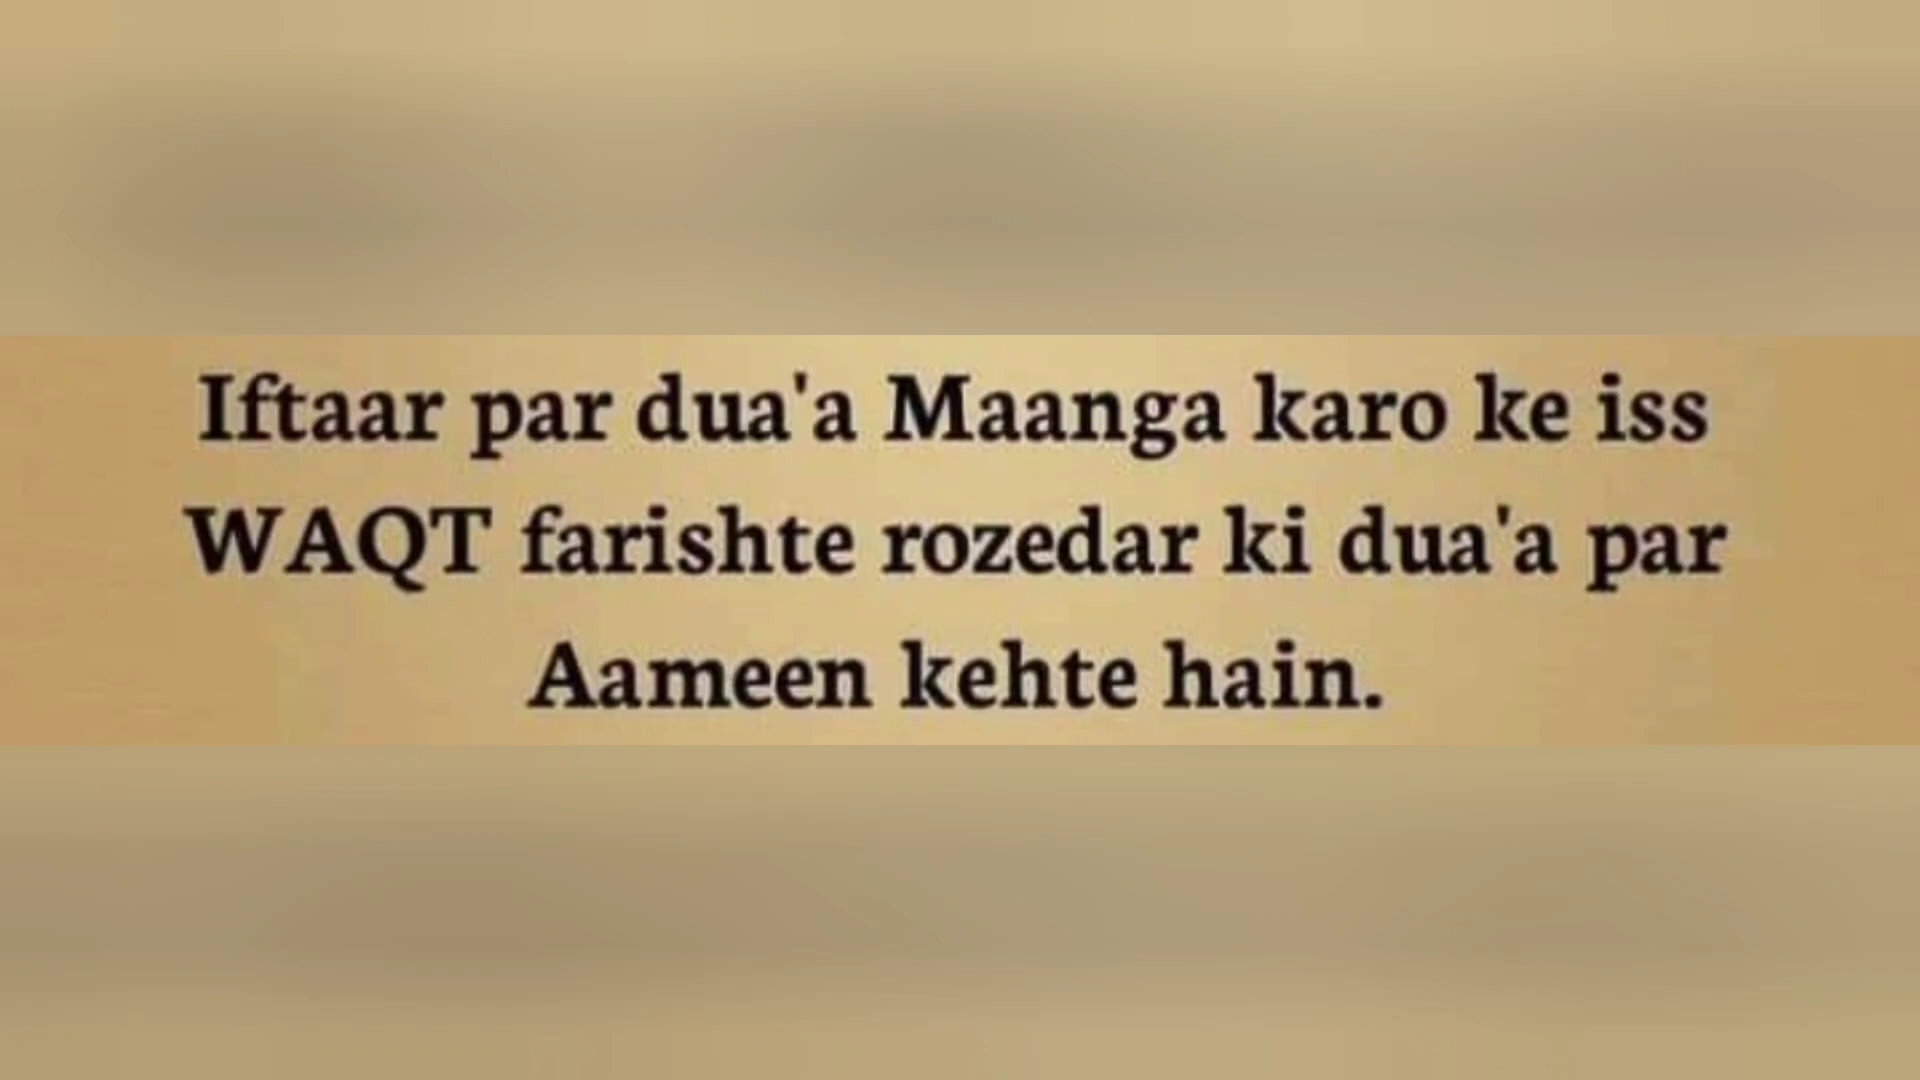 Iftaar par dua'a Maanga karo ke iss
WAQT farishte rozedar ki dua'a par
Aameen kehte hain.